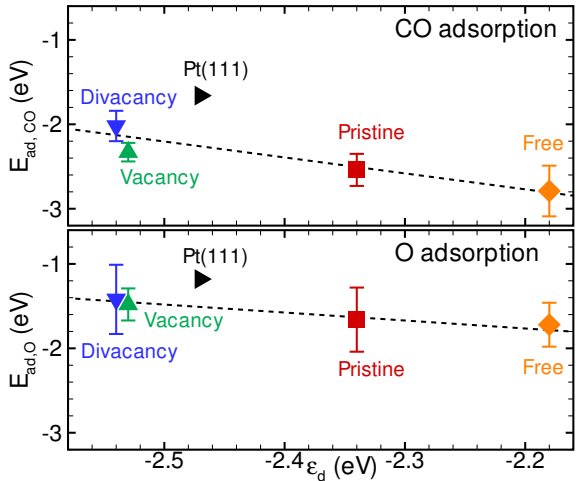 CO adsorption
-1
Pt(111)
Divacancy
-2
Pristine
Free
Vacancy
-3
E_ad, CO (eV)
O adsorption
-1
Pt(111)
Vacancy
-2
Divacancy
Pristine
Free
-3
E_ad,O (eV)
-2.5
-2.4
-2.3
-2.2
ε_d (eV)